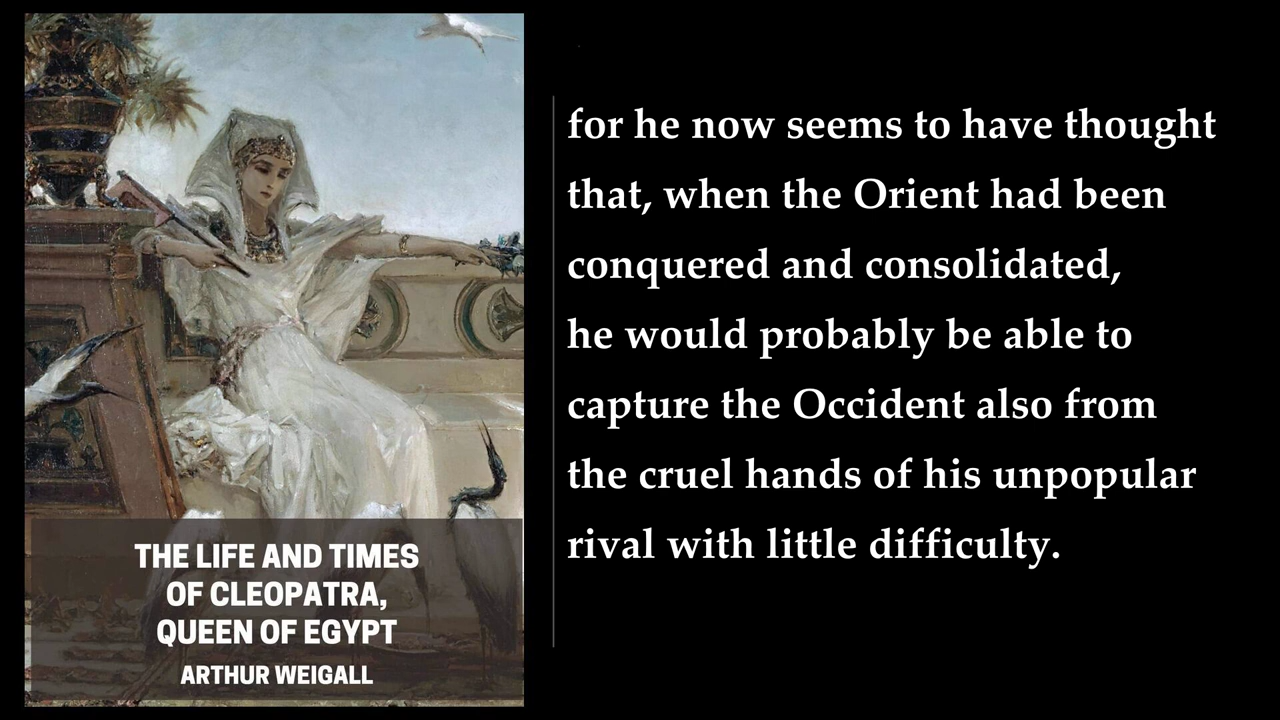 THE LIFE AND TIMES
OF CLEOPATRA,
QUEEN OF EGYPT
ARTHUR WEIGALL
for he now seems to have thought
that, when the Orient had been
conquered and consolidated,
he would probably be able to
capture the Occident also from
the cruel hands of his unpopular
rival with little difficulty.